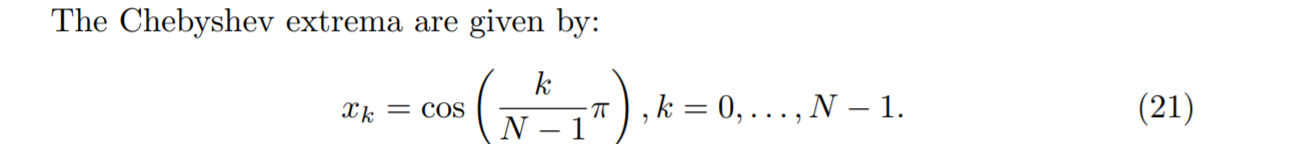 The Chebyshev extrema are given by:
x_k = cos ( k / (N − 1) π ) , k = 0, . . . , N − 1. (21)